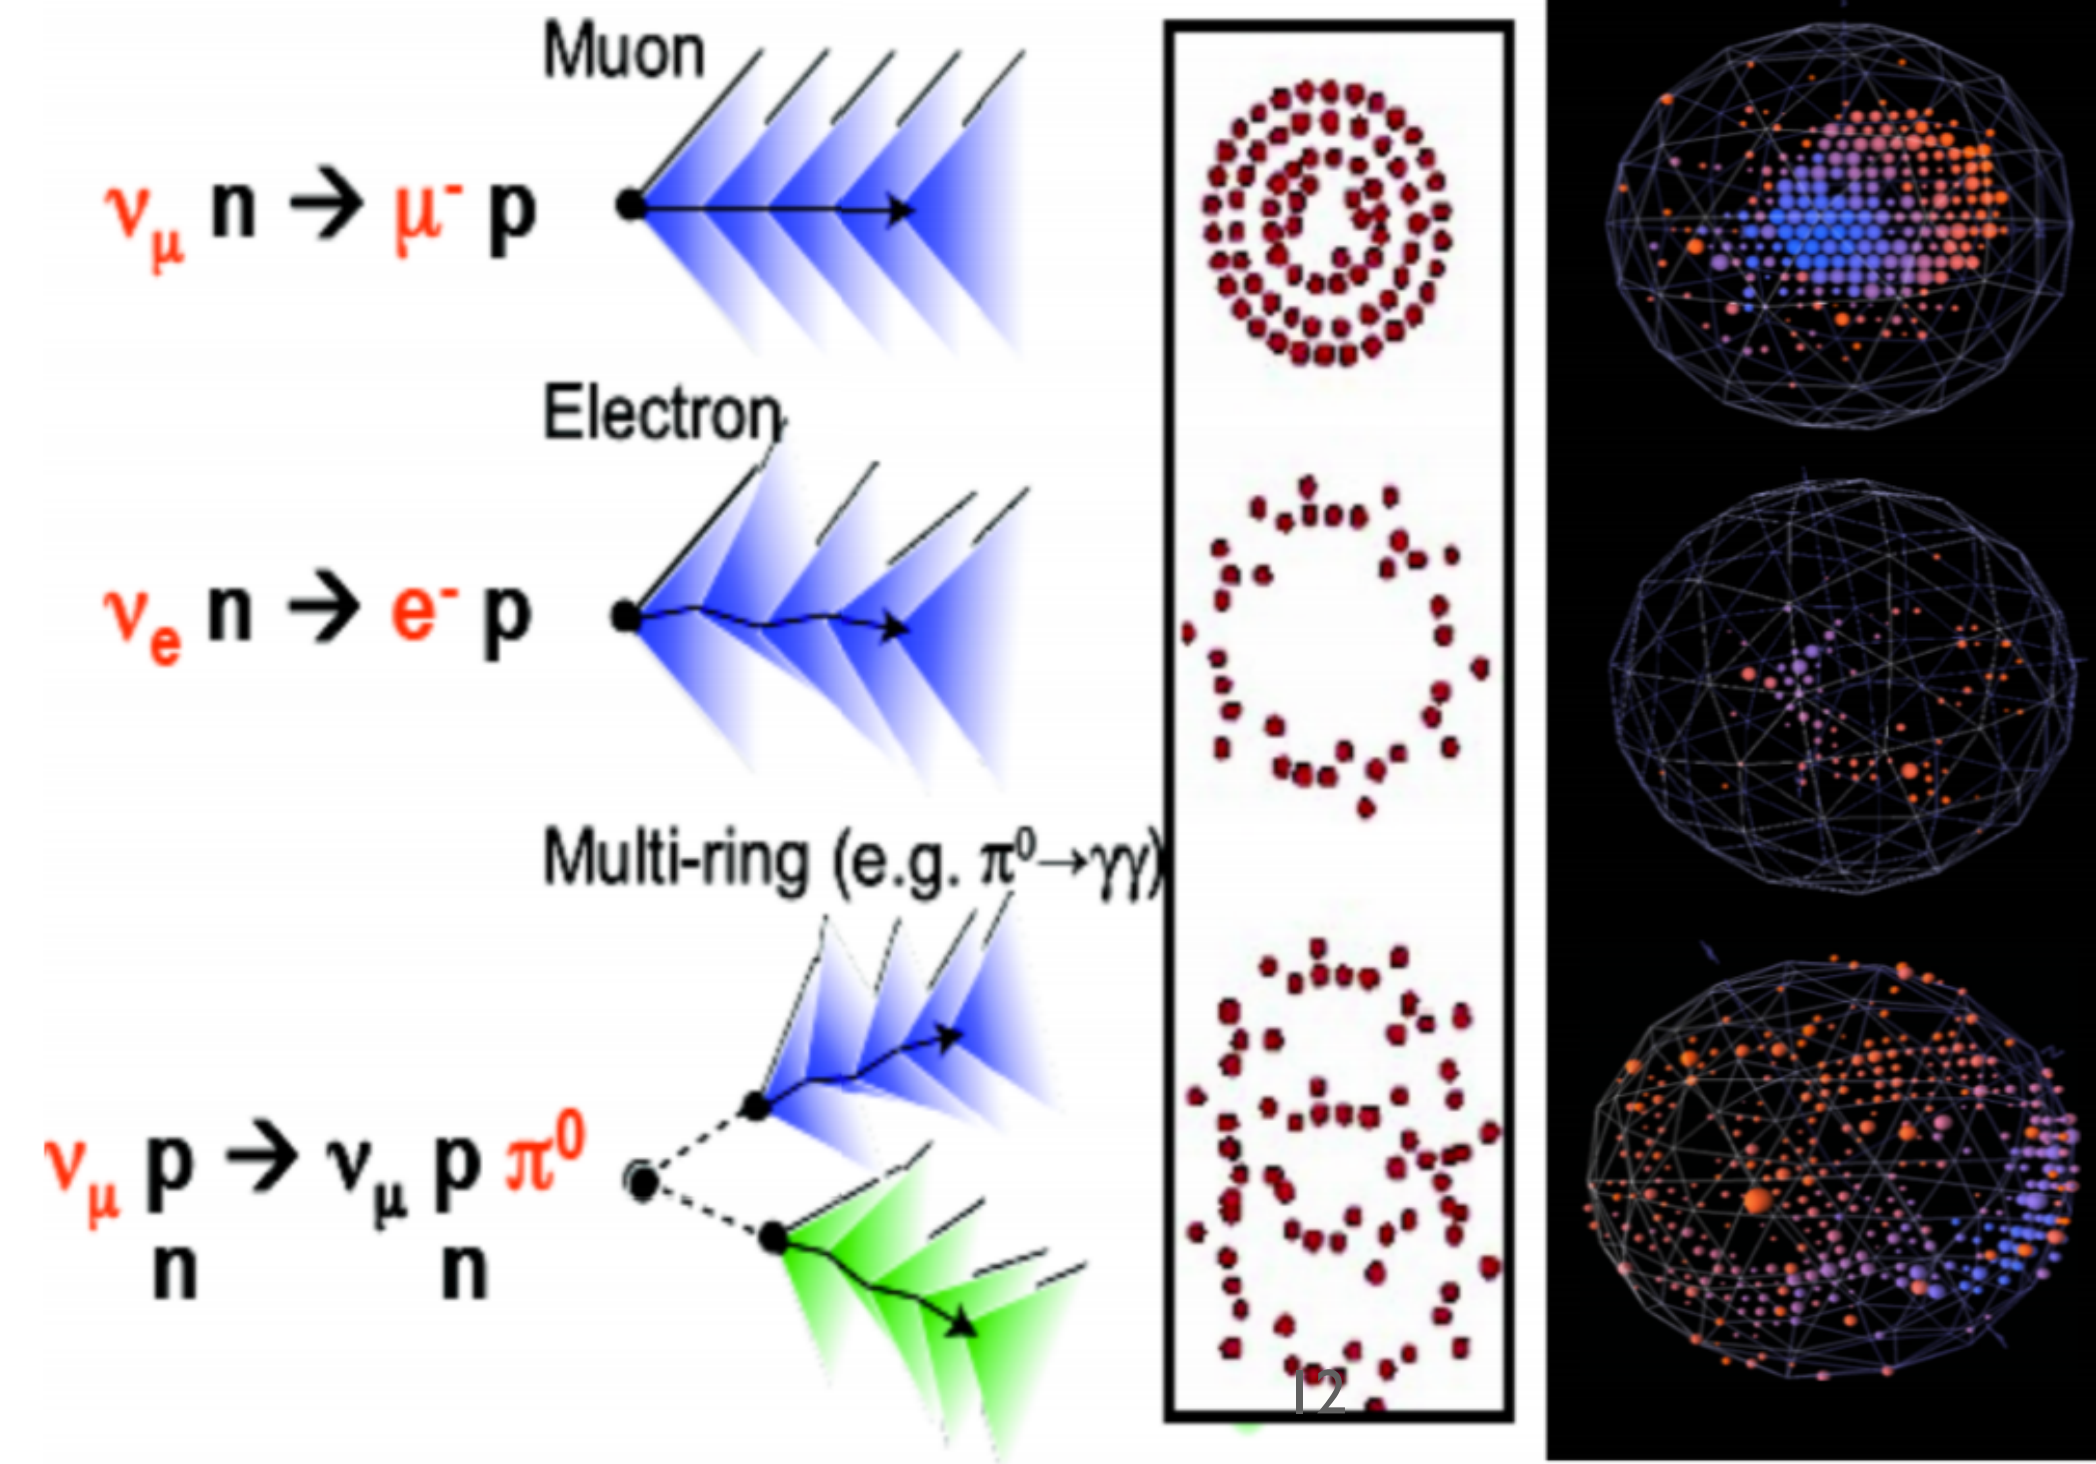 Muon
νμ n → μ- p
Electron
νe n → e- p
Multi-ring (e.g. π0→γγ)
νμ p → νμ p π0
n n
12